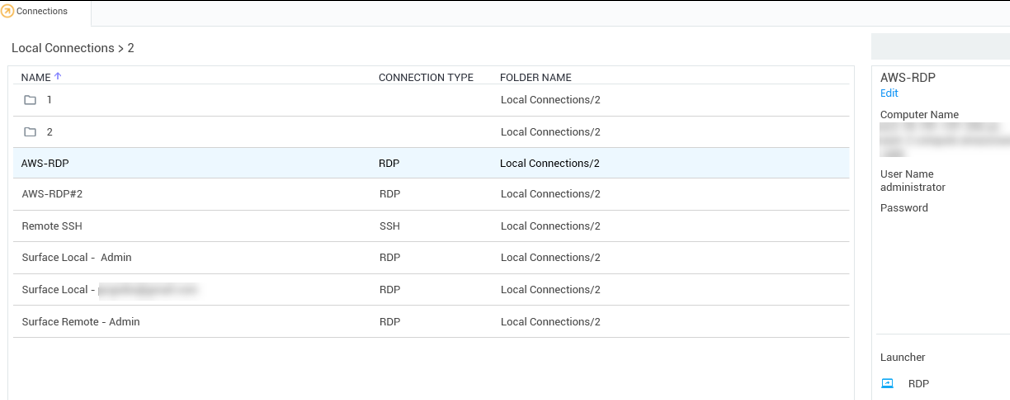 Connections
Local Connections > 2
NAME ↑ CONNECTION TYPE FOLDER NAME
1 Local Connections/2
2 Local Connections/2
AWS-RDP RDP Local Connections/2
AWS-RDP#2 RDP Local Connections/2
Remote SSH SSH Local Connections/2
Surface Local - Admin RDP Local Connections/2
Surface Local - RDP Local Connections/2
Surface Remote - Admin RDP Local Connections/2
AWS-RDP
Edit
Computer Name
User Name
administrator
Password
Launcher
RDP